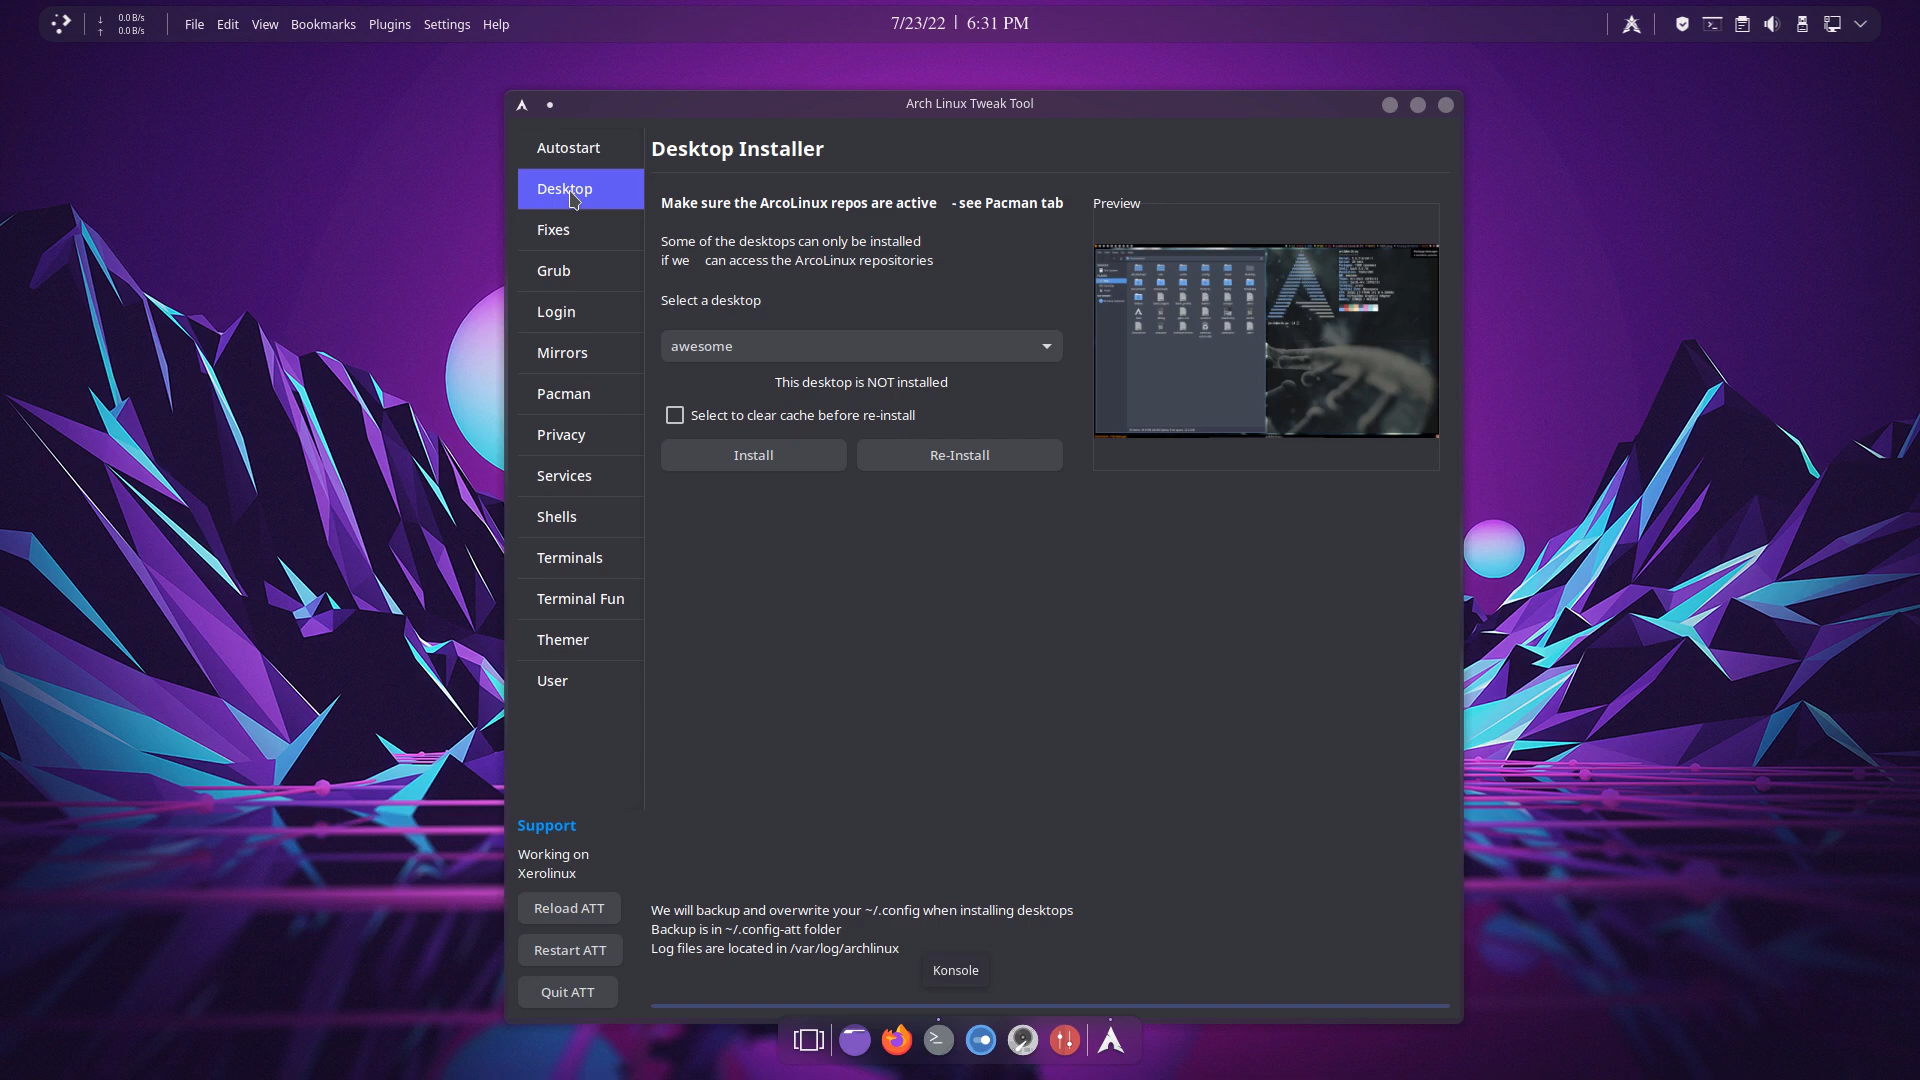 0.0 B/s
0.0 B/s
File Edit View Bookmarks Plugins Settings Help
7/23/22 | 6:31 PM
Arch Linux Tweak Tool
Autostart
Desktop
Fixes
Grub
Login
Mirrors
Pacman
Privacy
Services
Shells
Terminals
Terminal Fun
Themer
User
Desktop Installer
Make sure the ArcoLinux repos are active - see Pacman tab
Some of the desktops can only be installed
if we can access the ArcoLinux repositories
Select a desktop
awesome
This desktop is NOT installed
Select to clear cache before re-install
Install Re-Install
Preview
Support
Working on
Xerolinux
Reload ATT
Restart ATT
Quit ATT
We will backup and overwrite your ~/.config when installing desktops
Backup is in ~/.config-att folder
Log files are located in /var/log/archlinux
Konsole